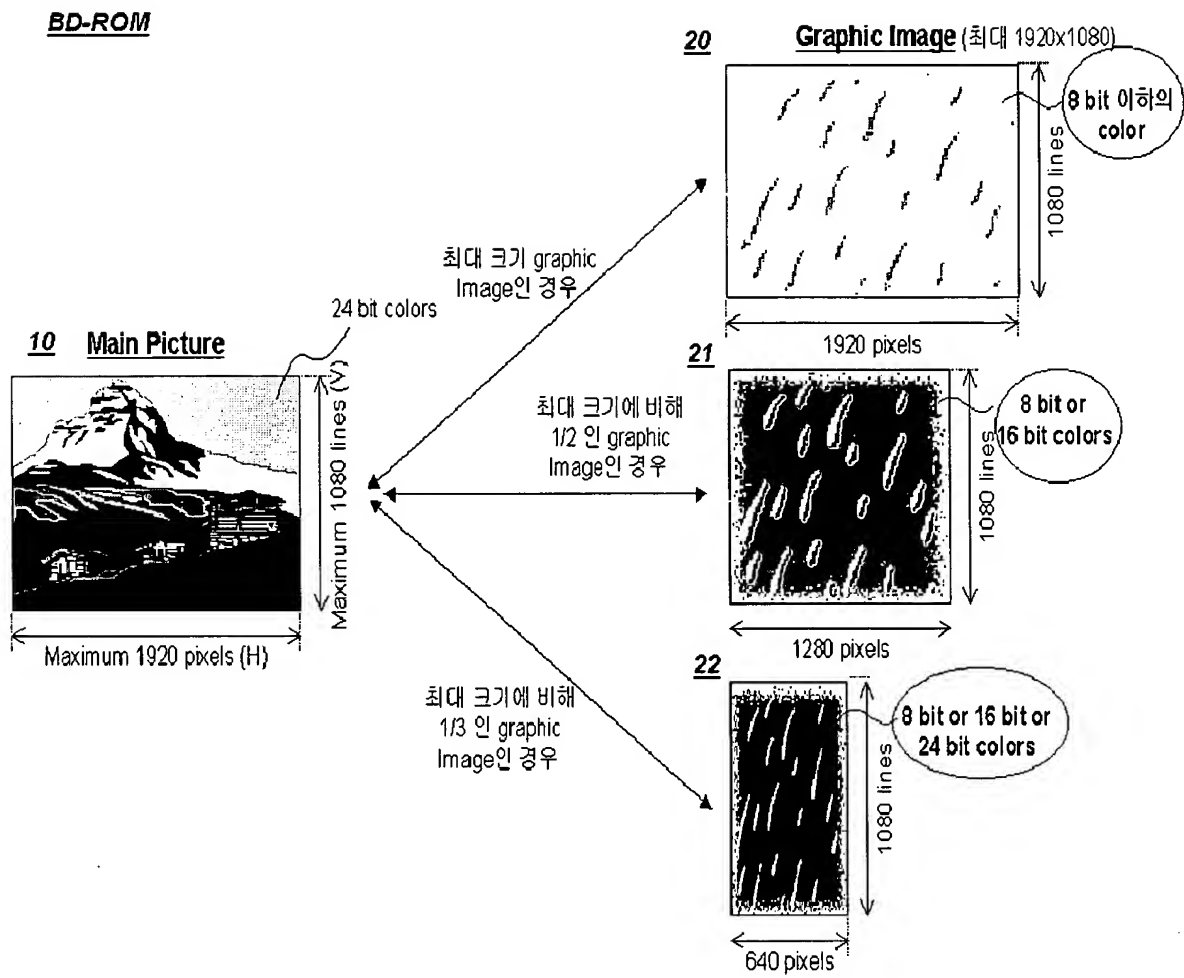 BD-ROM
20
Graphic Image (최대 1920x1080)
8 bit 이하의
color
1080 lines
1920 pixels
최대 크기 graphic
Image인 경우
24 bit colors
10 Main Picture
Maximum 1080 lines (V)
Maximum 1920 pixels (H)
21
최대 크기에 비해
1/2 인 graphic
Image인 경우
8 bit or
16 bit colors
1080 lines
1280 pixels
22
최대 크기에 비해
1/3 인 graphic
Image인 경우
8 bit or 16 bit or
24 bit colors
1080 lines
640 pixels